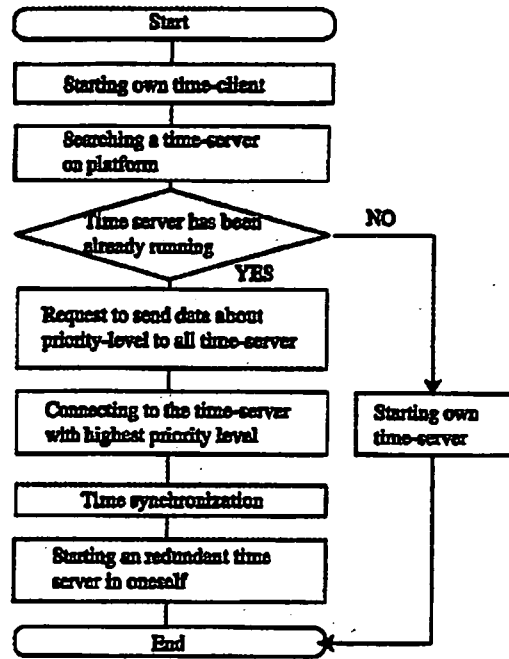 Start
Starting own time-client
Searching a time-server
on platform
Time server has been
already running
NO
YES
Request to send data about
priority-level to all time-server
Connecting to the time-server
with highest priority level
Starting own
time-server
Time synchronization
Starting an redundant time
server in oneself
End